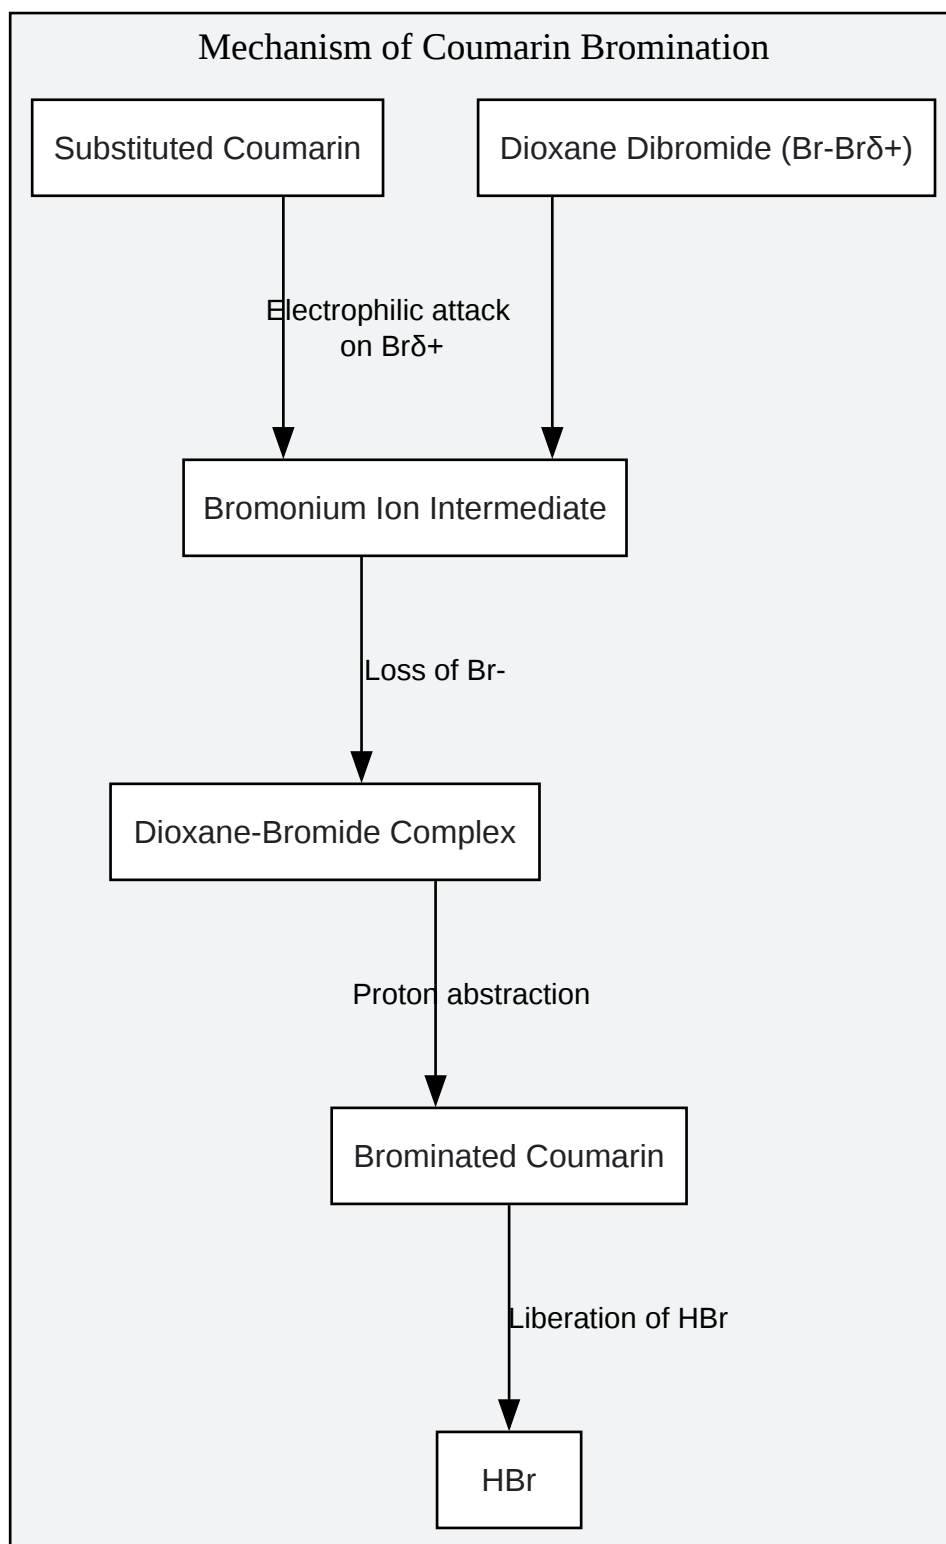 Mechanism of Coumarin Bromination
Substituted Coumarin
Dioxane Dibromide (Br-Brδ+)
Electrophilic attack
on Brδ+
Bromonium Ion Intermediate
Loss of Br-
Dioxane-Bromide Complex
Proton abstraction
Brominated Coumarin
Liberation of HBr
HBr